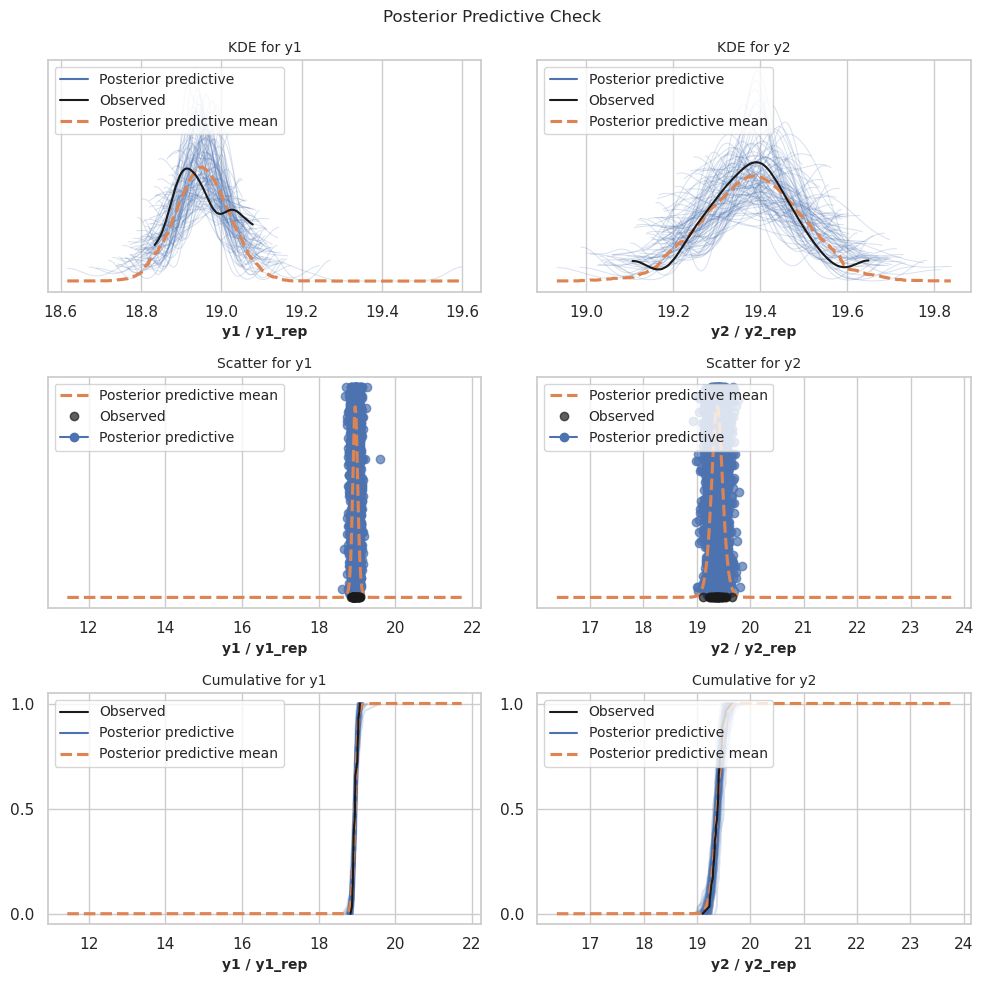 Posterior Predictive Check
KDE for y1
Posterior predictive
Observed
Posterior predictive mean
18.6 18.8 19.0 19.2 19.4 19.6
y1 / y1_rep
KDE for y2
Posterior predictive
Observed
Posterior predictive mean
19.0 19.2 19.4 19.6 19.8
y2 / y2_rep
Scatter for y1
Posterior predictive mean
Observed
Posterior predictive
12 14 16 18 20 22
y1 / y1_rep
Scatter for y2
Posterior predictive mean
Observed
Posterior predictive
17 18 19 20 21 22 23 24
y2 / y2_rep
Cumulative for y1
1.0
0.5
0.0
Observed
Posterior predictive
Posterior predictive mean
12 14 16 18 20 22
y1 / y1_rep
Cumulative for y2
1.0
0.5
0.0
Observed
Posterior predictive
Posterior predictive mean
17 18 19 20 21 22 23 24
y2 / y2_rep